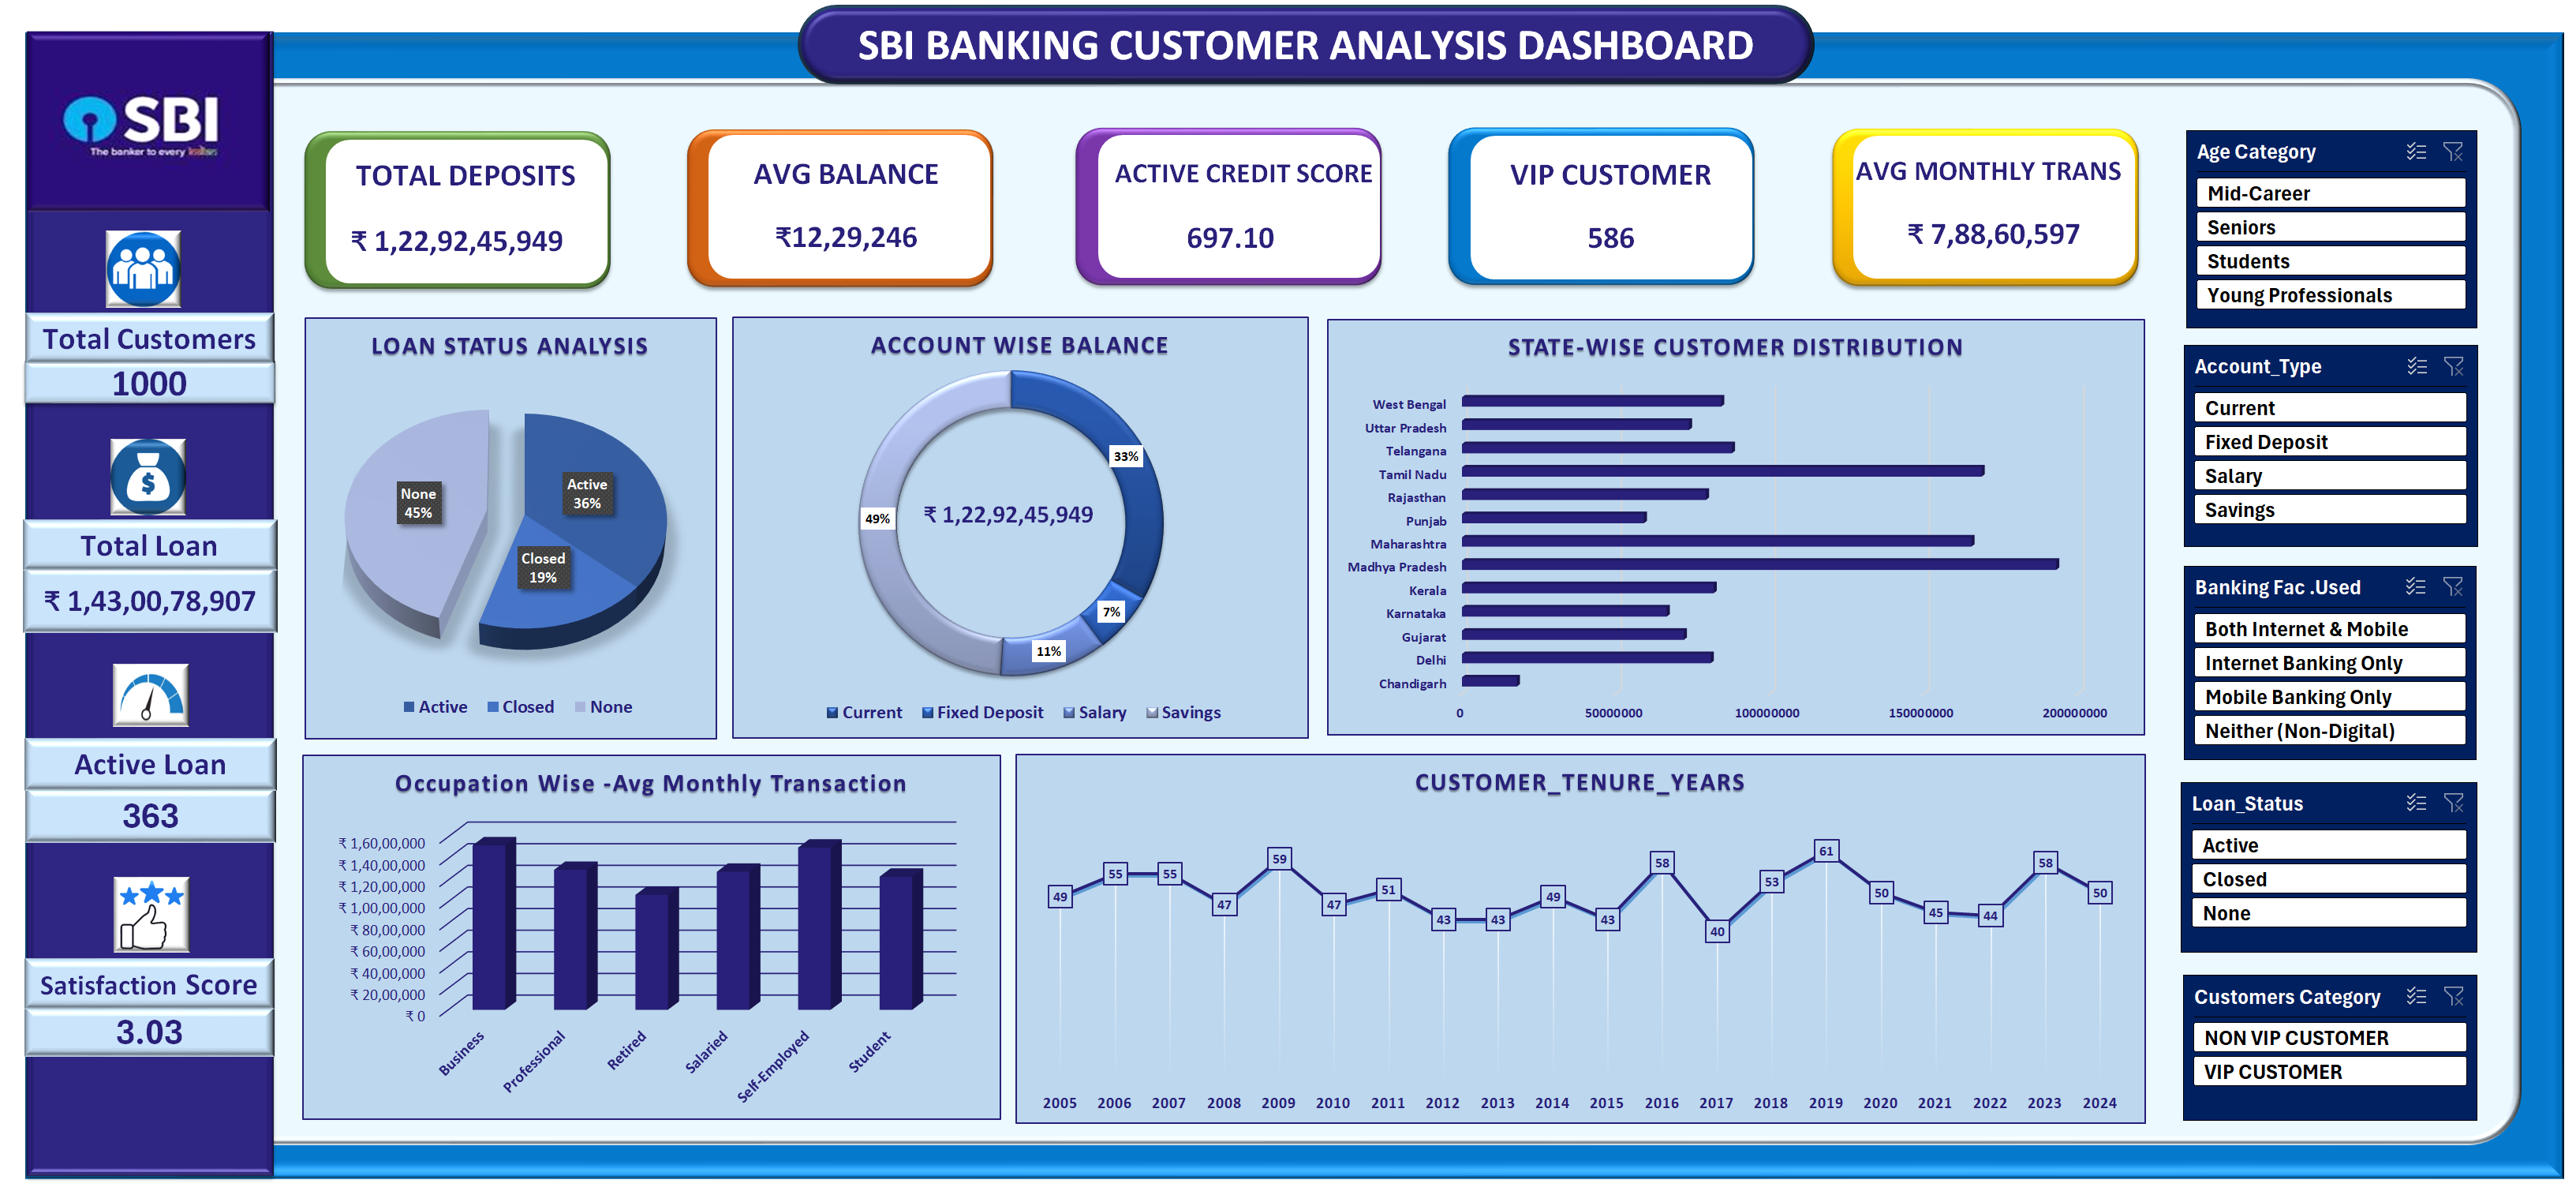 SBI BANKING CUSTOMER ANALYSIS DASHBOARD
SBI
The banker to every Indian
Total Customers
1000
Total Loan
₹ 1,43,00,78,907
Active Loan
363
Satisfaction Score
3.03
TOTAL DEPOSITS
₹ 1,22,92,45,949
AVG BALANCE
₹12,29,246
ACTIVE CREDIT SCORE
697.10
VIP CUSTOMER
586
AVG MONTHLY TRANS
₹ 7,88,60,597
LOAN STATUS ANALYSIS
None
45%
Active
36%
Closed
19%
Active Closed None
ACCOUNT WISE BALANCE
33%
49%
₹ 1,22,92,45,949
7%
11%
Current Fixed Deposit Salary Savings
STATE-WISE CUSTOMER DISTRIBUTION
West Bengal
Uttar Pradesh
Telangana
Tamil Nadu
Rajasthan
Punjab
Maharashtra
Madhya Pradesh
Kerala
Karnataka
Gujarat
Delhi
Chandigarh
0 50000000 100000000 150000000 200000000
Occupation Wise -Avg Monthly Transaction
₹ 1,60,00,000
₹ 1,40,00,000
₹ 1,20,00,000
₹ 1,00,00,000
₹ 80,00,000
₹ 60,00,000
₹ 40,00,000
₹ 20,00,000
₹ 0
Business Professional Retired Salaried Self-Employed Student
CUSTOMER_TENURE_YEARS
49 55 55 47 59 47 51 43 43 49 43 58 40 53 61 50 45 44 58 50
2005 2006 2007 2008 2009 2010 2011 2012 2013 2014 2015 2016 2017 2018 2019 2020 2021 2022 2023 2024
Age Category
Mid-Career
Seniors
Students
Young Professionals
Account_Type
Current
Fixed Deposit
Salary
Savings
Banking Fac .Used
Both Internet & Mobile
Internet Banking Only
Mobile Banking Only
Neither (Non-Digital)
Loan_Status
Active
Closed
None
Customers Category
NON VIP CUSTOMER
VIP CUSTOMER